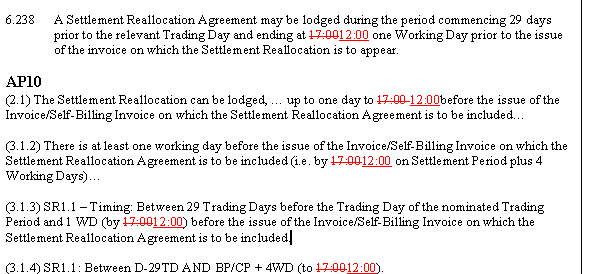 6.238 A Settlement Reallocation Agreement may be lodged during the period commencing 29 days
prior to the relevant Trading Day and ending at 17:0012:00 one Working Day prior to the issue
of the invoice on which the Settlement Reallocation is to appear.
AP10
(2.1) The Settlement Reallocation can be lodged, … up to one day to 17:00 12:00before the issue of the
Invoice/Self-Billing Invoice on which the Settlement Reallocation Agreement is to be included…
(3.1.2) There is at least one working day before the issue of the Invoice/Self-Billing Invoice on which the
Settlement Reallocation Agreement is to be included (i.e. by 17:0012:00 on Settlement Period plus 4
Working Days)…
(3.1.3) SR1.1 – Timing: Between 29 Trading Days before the Trading Day of the nominated Trading
Period and 1 WD (by 17:0012:00) before the issue of the Invoice/Self-Billing Invoice on which the
Settlement Reallocation Agreement is to be included.
(3.1.4) SR1.1: Between D-29TD AND BP/CP + 4WD (to 17:0012:00).